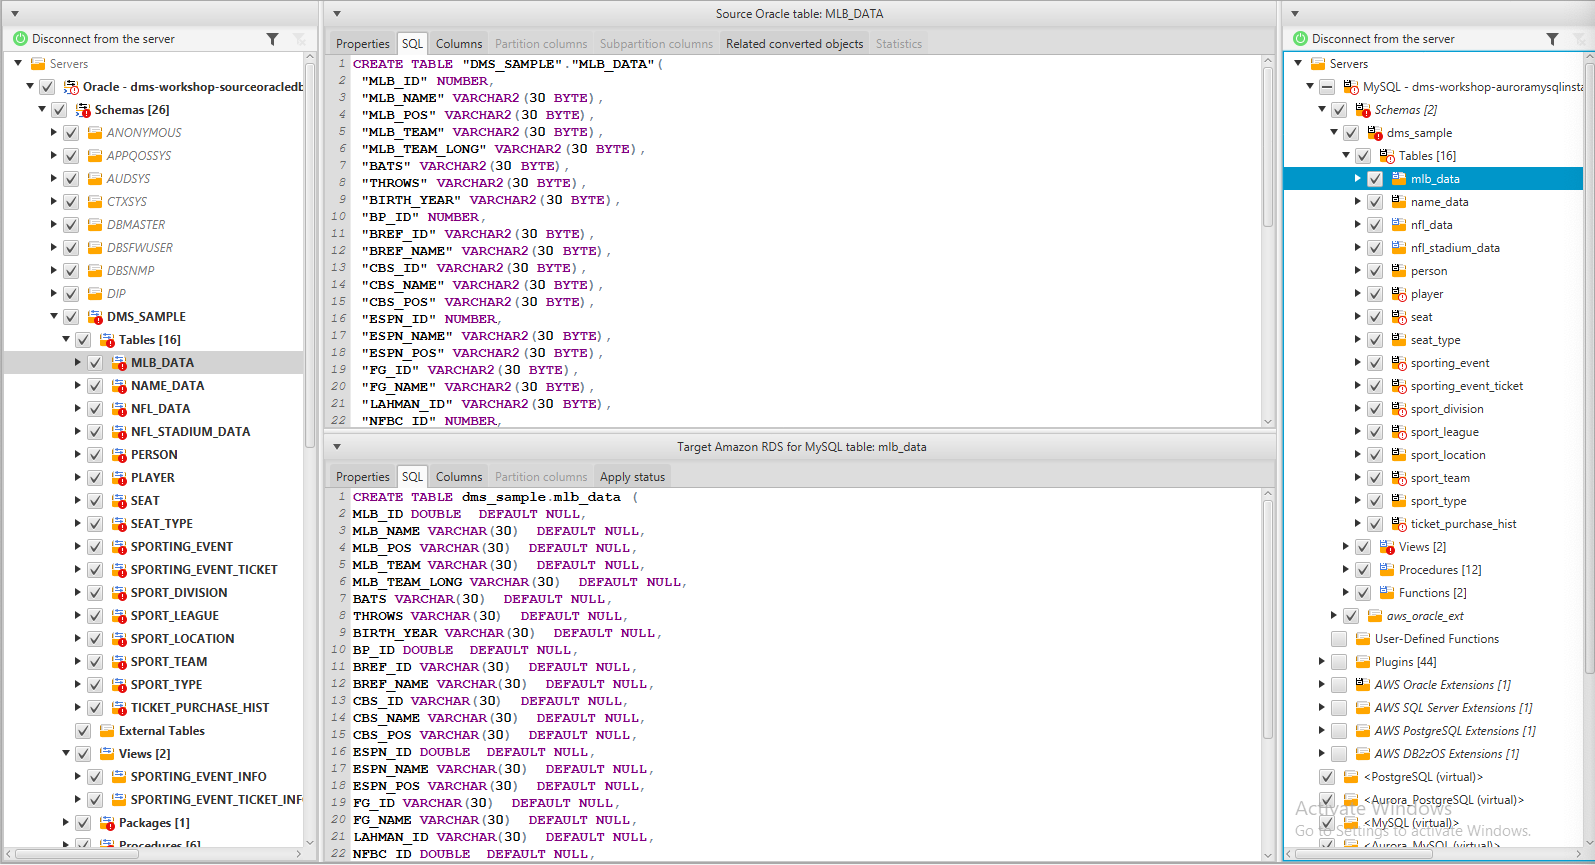 Disconnect from the server
Servers
Oracle - dms-workshop-sourceoracledb
Schemas [26]
ANONYMOUS
APPQOSSYS
AUDSYS
CTXSYS
DBMASTER
DBSFWUSER
DBSNMP
DIP
DMS_SAMPLE
Tables [16]
MLB_DATA
NAME_DATA
NFL_DATA
NFL_STADIUM_DATA
PERSON
PLAYER
SEAT
SEAT_TYPE
SPORTING_EVENT
SPORTING_EVENT_TICKET
SPORT_DIVISION
SPORT_LEAGUE
SPORT_LOCATION
SPORT_TEAM
SPORT_TYPE
TICKET_PURCHASE_HIST
External Tables
Views [2]
SPORTING_EVENT_INFO
SPORTING_EVENT_TICKET_INF
Packages [1]
Procedures [6]
Source Oracle table: MLB_DATA
Properties SQL Columns Partition columns Subpartition columns Related converted objects Statistics
1 CREATE TABLE "DMS_SAMPLE"."MLB_DATA"(
2 "MLB_ID" NUMBER,
3 "MLB_NAME" VARCHAR2(30 BYTE),
4 "MLB_POS" VARCHAR2(30 BYTE),
5 "MLB_TEAM" VARCHAR2(30 BYTE),
6 "MLB_TEAM_LONG" VARCHAR2(30 BYTE),
7 "BATS" VARCHAR2(30 BYTE),
8 "THROWS" VARCHAR2(30 BYTE),
9 "BIRTH_YEAR" VARCHAR2(30 BYTE),
10 "BP_ID" NUMBER,
11 "BREF_ID" VARCHAR2(30 BYTE),
12 "BREF_NAME" VARCHAR2(30 BYTE),
13 "CBS_ID" VARCHAR2(30 BYTE),
14 "CBS_NAME" VARCHAR2(30 BYTE),
15 "CBS_POS" VARCHAR2(30 BYTE),
16 "ESPN_ID" NUMBER,
17 "ESPN_NAME" VARCHAR2(30 BYTE),
18 "ESPN_POS" VARCHAR2(30 BYTE),
19 "FG_ID" VARCHAR2(30 BYTE),
20 "FG_NAME" VARCHAR2(30 BYTE),
21 "LAHMAN_ID" VARCHAR2(30 BYTE),
22 "NFBC_ID" NUMBER,
Target Amazon RDS for MySQL table: mlb_data
Properties SQL Columns Partition columns Apply status
1 CREATE TABLE dms_sample.mlb_data (
2 MLB_ID DOUBLE DEFAULT NULL,
3 MLB_NAME VARCHAR(30) DEFAULT NULL,
4 MLB_POS VARCHAR(30) DEFAULT NULL,
5 MLB_TEAM VARCHAR(30) DEFAULT NULL,
6 MLB_TEAM_LONG VARCHAR(30) DEFAULT NULL,
7 BATS VARCHAR(30) DEFAULT NULL,
8 THROWS VARCHAR(30) DEFAULT NULL,
9 BIRTH_YEAR VARCHAR(30) DEFAULT NULL,
10 BP_ID DOUBLE DEFAULT NULL,
11 BREF_ID VARCHAR(30) DEFAULT NULL,
12 BREF_NAME VARCHAR(30) DEFAULT NULL,
13 CBS_ID VARCHAR(30) DEFAULT NULL,
14 CBS_NAME VARCHAR(30) DEFAULT NULL,
15 CBS_POS VARCHAR(30) DEFAULT NULL,
16 ESPN_ID DOUBLE DEFAULT NULL,
17 ESPN_NAME VARCHAR(30) DEFAULT NULL,
18 ESPN_POS VARCHAR(30) DEFAULT NULL,
19 FG_ID VARCHAR(30) DEFAULT NULL,
20 FG_NAME VARCHAR(30) DEFAULT NULL,
21 LAHMAN_ID VARCHAR(30) DEFAULT NULL,
22 NFBC_ID DOUBLE DEFAULT NULL,
Disconnect from the server
Servers
MySQL - dms-workshop-auroramysqlinsta
Schemas [2]
dms_sample
Tables [16]
mlb_data
name_data
nfl_data
nfl_stadium_data
person
player
seat
seat_type
sporting_event
sporting_event_ticket
sport_division
sport_league
sport_location
sport_team
sport_type
ticket_purchase_hist
Views [2]
Procedures [12]
Functions [2]
aws_oracle_ext
User-Defined Functions
Plugins [44]
AWS Oracle Extensions [1]
AWS SQL Server Extensions [1]
AWS PostgreSQL Extensions [1]
AWS DB2zOS Extensions [1]
<PostgreSQL (virtual)>
<Aurora_PostgreSQL (virtual)>
<MySQL (virtual)>
<Aurora_MySQL (virtual)>
Activate Windows
Go to Settings to activate Windows.